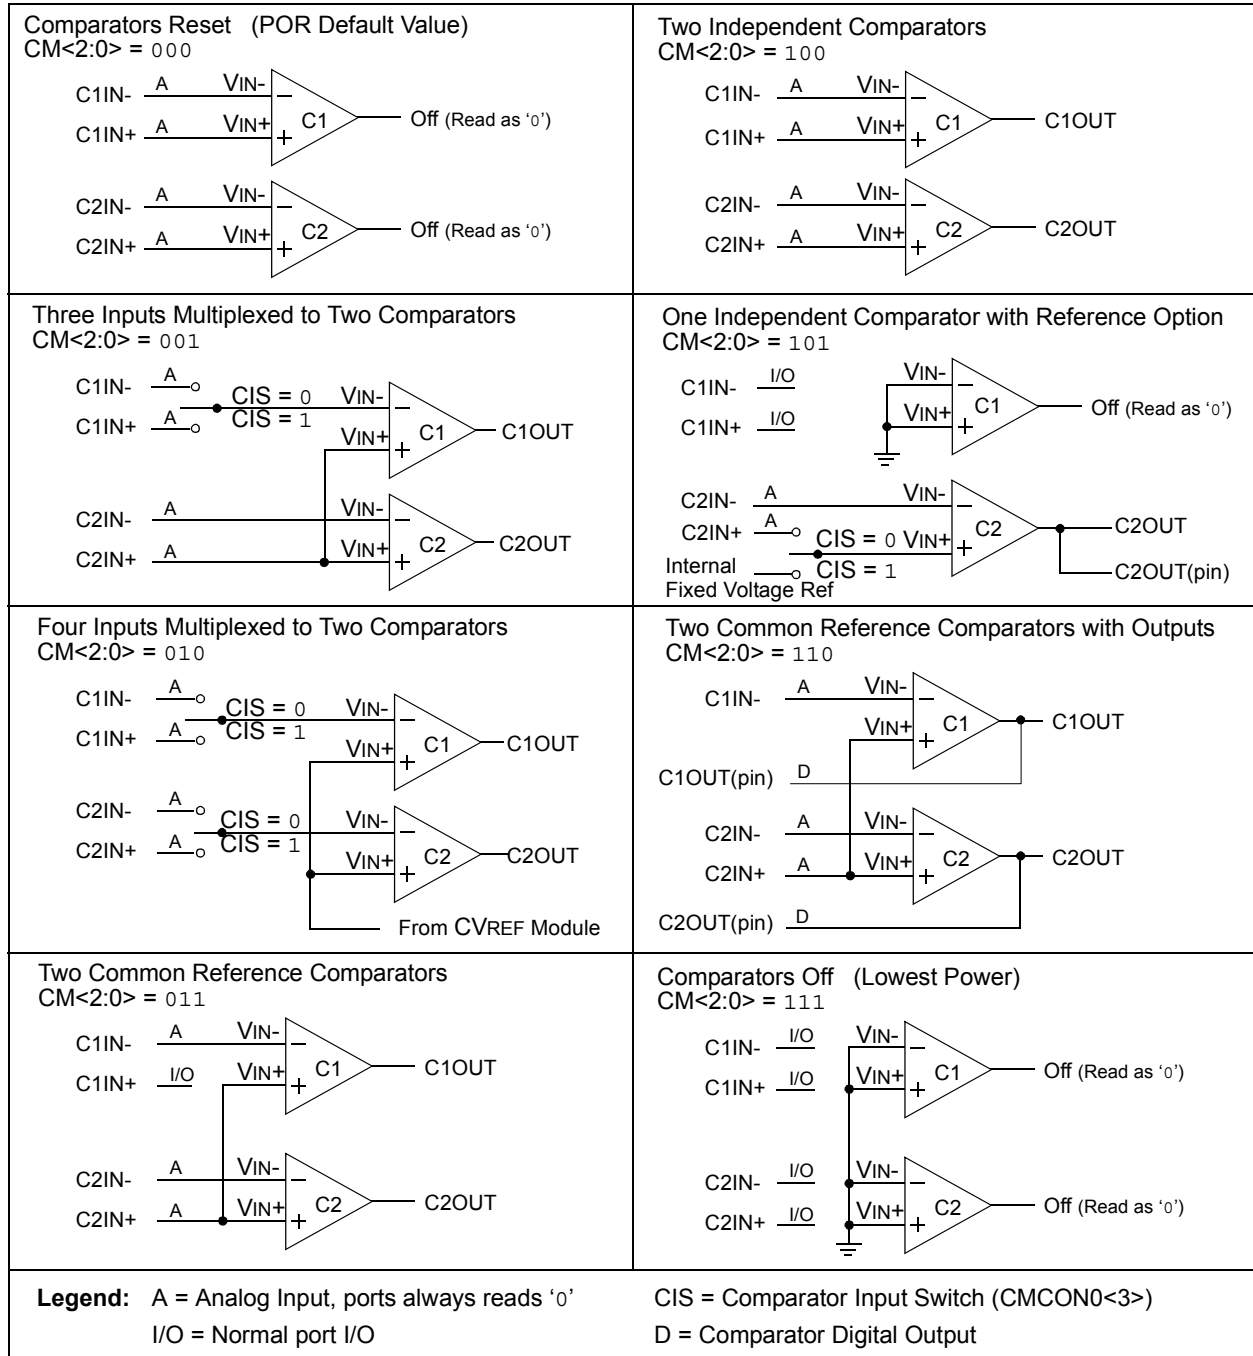 Comparators Reset (POR Default Value)
CM<2:0> = 000
A VIN-
C1IN- −
C1IN+ A VIN+ + C1 Off (Read as ‘0’)
A VIN-
C2IN- −
C2IN+ A VIN+ + C2 Off (Read as ‘0’)
Two Independent Comparators
CM<2:0> = 100
C1IN- A VIN- −
C1IN+ A VIN+ + C1 C1OUT
C2IN- A VIN- −
C2IN+ A VIN+ + C2 C2OUT
Three Inputs Multiplexed to Two Comparators
CM<2:0> = 001
C1IN- A CIS = 0 VIN- −
C1IN+ A CIS = 1
VIN+ + C1 C1OUT
C2IN- A VIN- −
C2IN+ A VIN+ + C2 C2OUT
One Independent Comparator with Reference Option
CM<2:0> = 101
C1IN- I/O VIN- −
C1IN+ I/O VIN+ + C1 Off (Read as ‘0’)
C2IN- A VIN- −
C2IN+ A CIS = 0 VIN+ + C2 C2OUT
Internal CIS = 1 C2OUT(pin)
Fixed Voltage Ref
Four Inputs Multiplexed to Two Comparators
CM<2:0> = 010
C1IN- A CIS = 0 VIN- −
C1IN+ A CIS = 1
VIN+ + C1 C1OUT
C2IN- A CIS = 0 VIN- −
C2IN+ A CIS = 1
VIN+ + C2 C2OUT
From CVREF Module
Two Common Reference Comparators with Outputs
CM<2:0> = 110
C1IN- A VIN- −
VIN+ + C1 C1OUT
C1OUT(pin) D
C2IN- A VIN- −
C2IN+ A VIN+ + C2 C2OUT
C2OUT(pin) D
Two Common Reference Comparators
CM<2:0> = 011
C1IN- A VIN- −
C1IN+ I/O VIN+ + C1 C1OUT
C2IN- A VIN- −
C2IN+ A VIN+ + C2 C2OUT
Comparators Off (Lowest Power)
CM<2:0> = 111
C1IN- I/O VIN- −
C1IN+ I/O VIN+ + C1 Off (Read as ‘0’)
C2IN- I/O VIN- −
C2IN+ I/O VIN+ + C2 Off (Read as ‘0’)
Legend: A = Analog Input, ports always reads ‘0’ CIS = Comparator Input Switch (CMCON0<3>)
I/O = Normal port I/O D = Comparator Digital Output